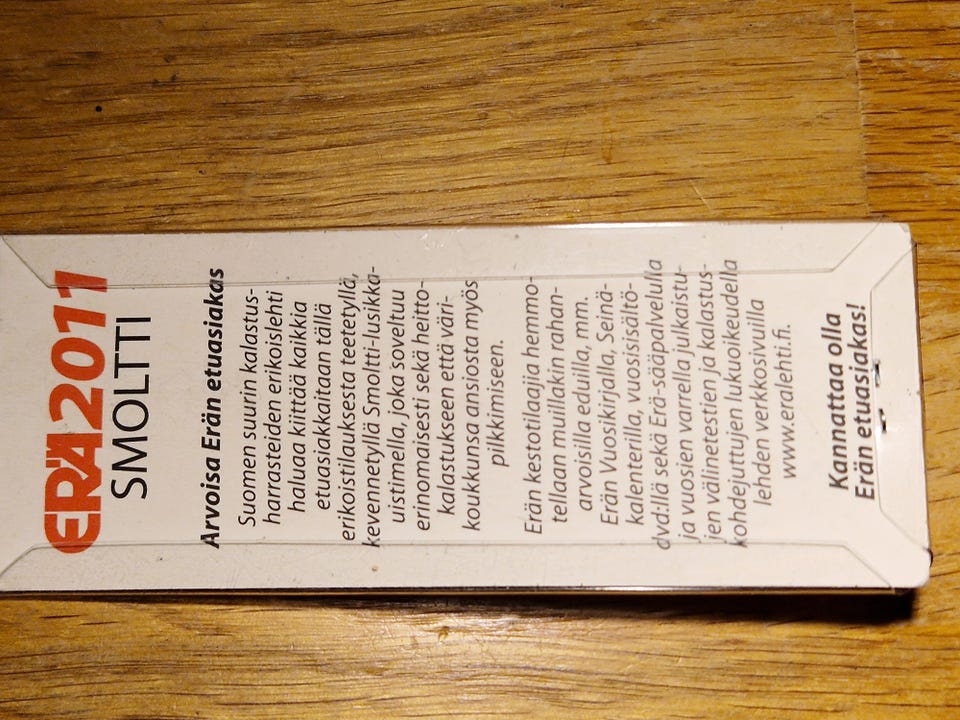 ERÄ2011
SMOLTTI
Arvoisa Erän etuasiakas
Suomen suurin kalastus-
harrasteiden erikoislehti
haluaa kiittää kaikkia
etuasiakkaitaan tällä
erikoistilauksesta teetetyllä,
kevennetyllä Smoltti-lusikka-
uistimella, joka soveltuu
erinomaisesti sekä heitto-
kalastukseen että väri-
koukkunsa ansiosta myös
pilkkimiseen.
Erän kestotilaajia hemmo-
tellaan muillakin rahan-
arvoisilla eduilla, mm.
Erän Vuosikirjalla, Seinä-
kalenterilla, vuosisisältö-
dvd:llä sekä Erä-sääpalvelulla
ja vuosien varrella julkaistu-
jen välinetestien ja kalastus-
kohdejuttujen lukuoikeudella
lehden verkkosivuilla
www.eralehti.fi.
Kannattaa olla
Erän etuasiakas!